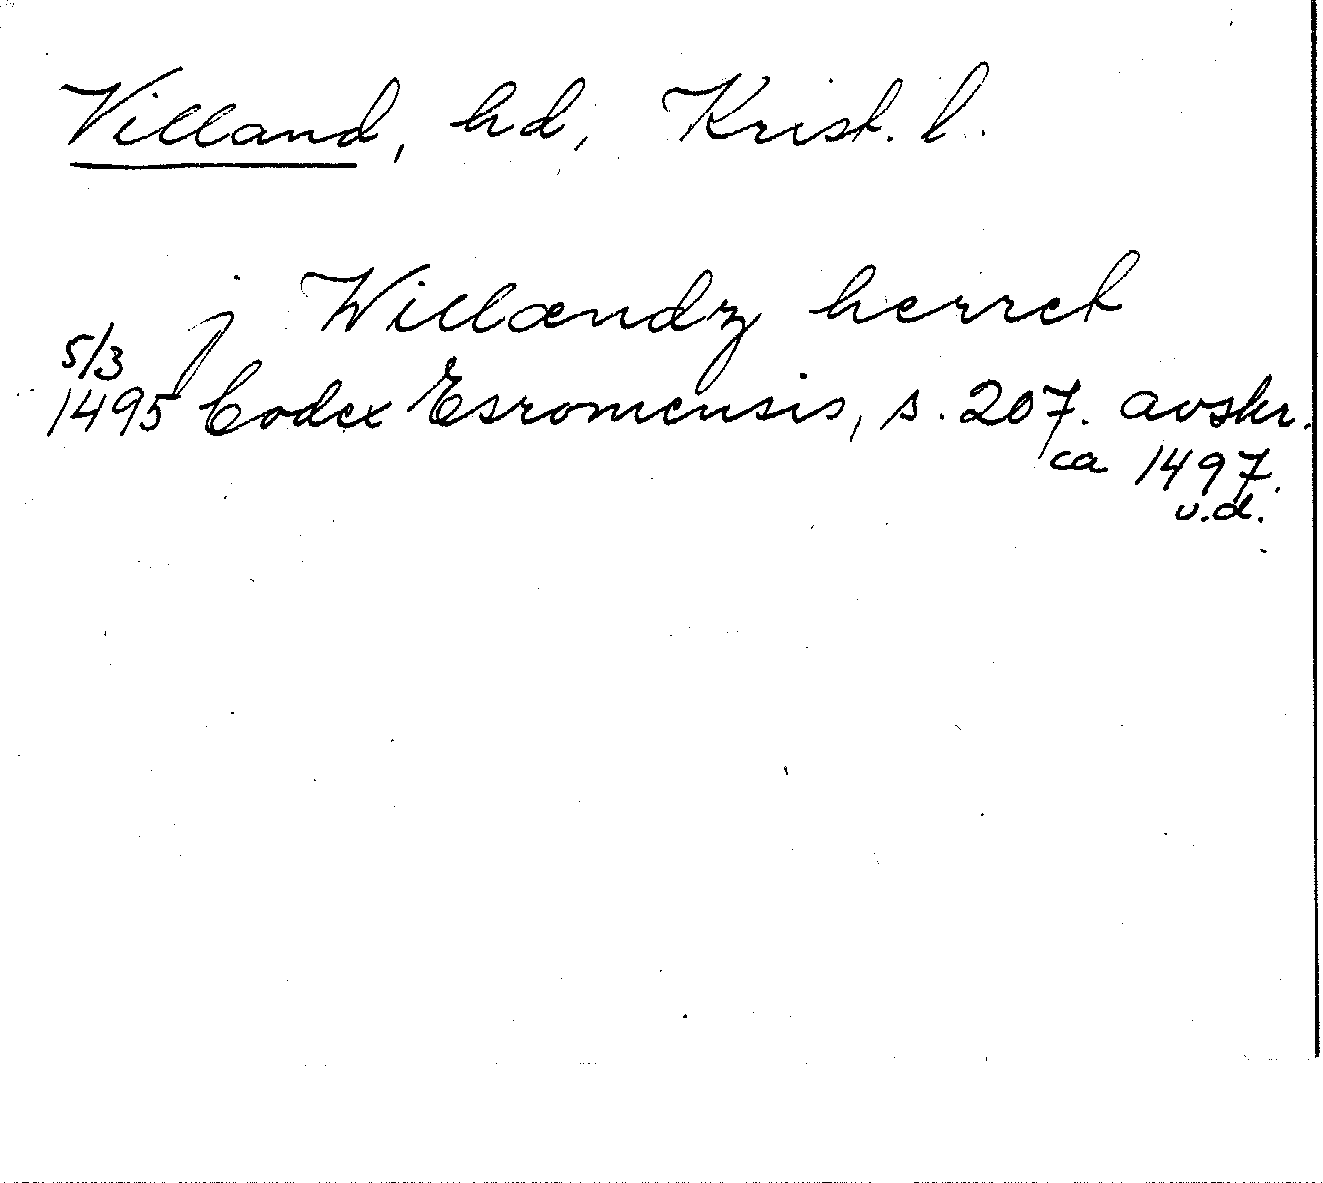 Villand, hd, Krist. l.
j Willændz herret
5/3
1495 Codex Esromensis, s. 207. avskr.
ca 1497.
v.d.